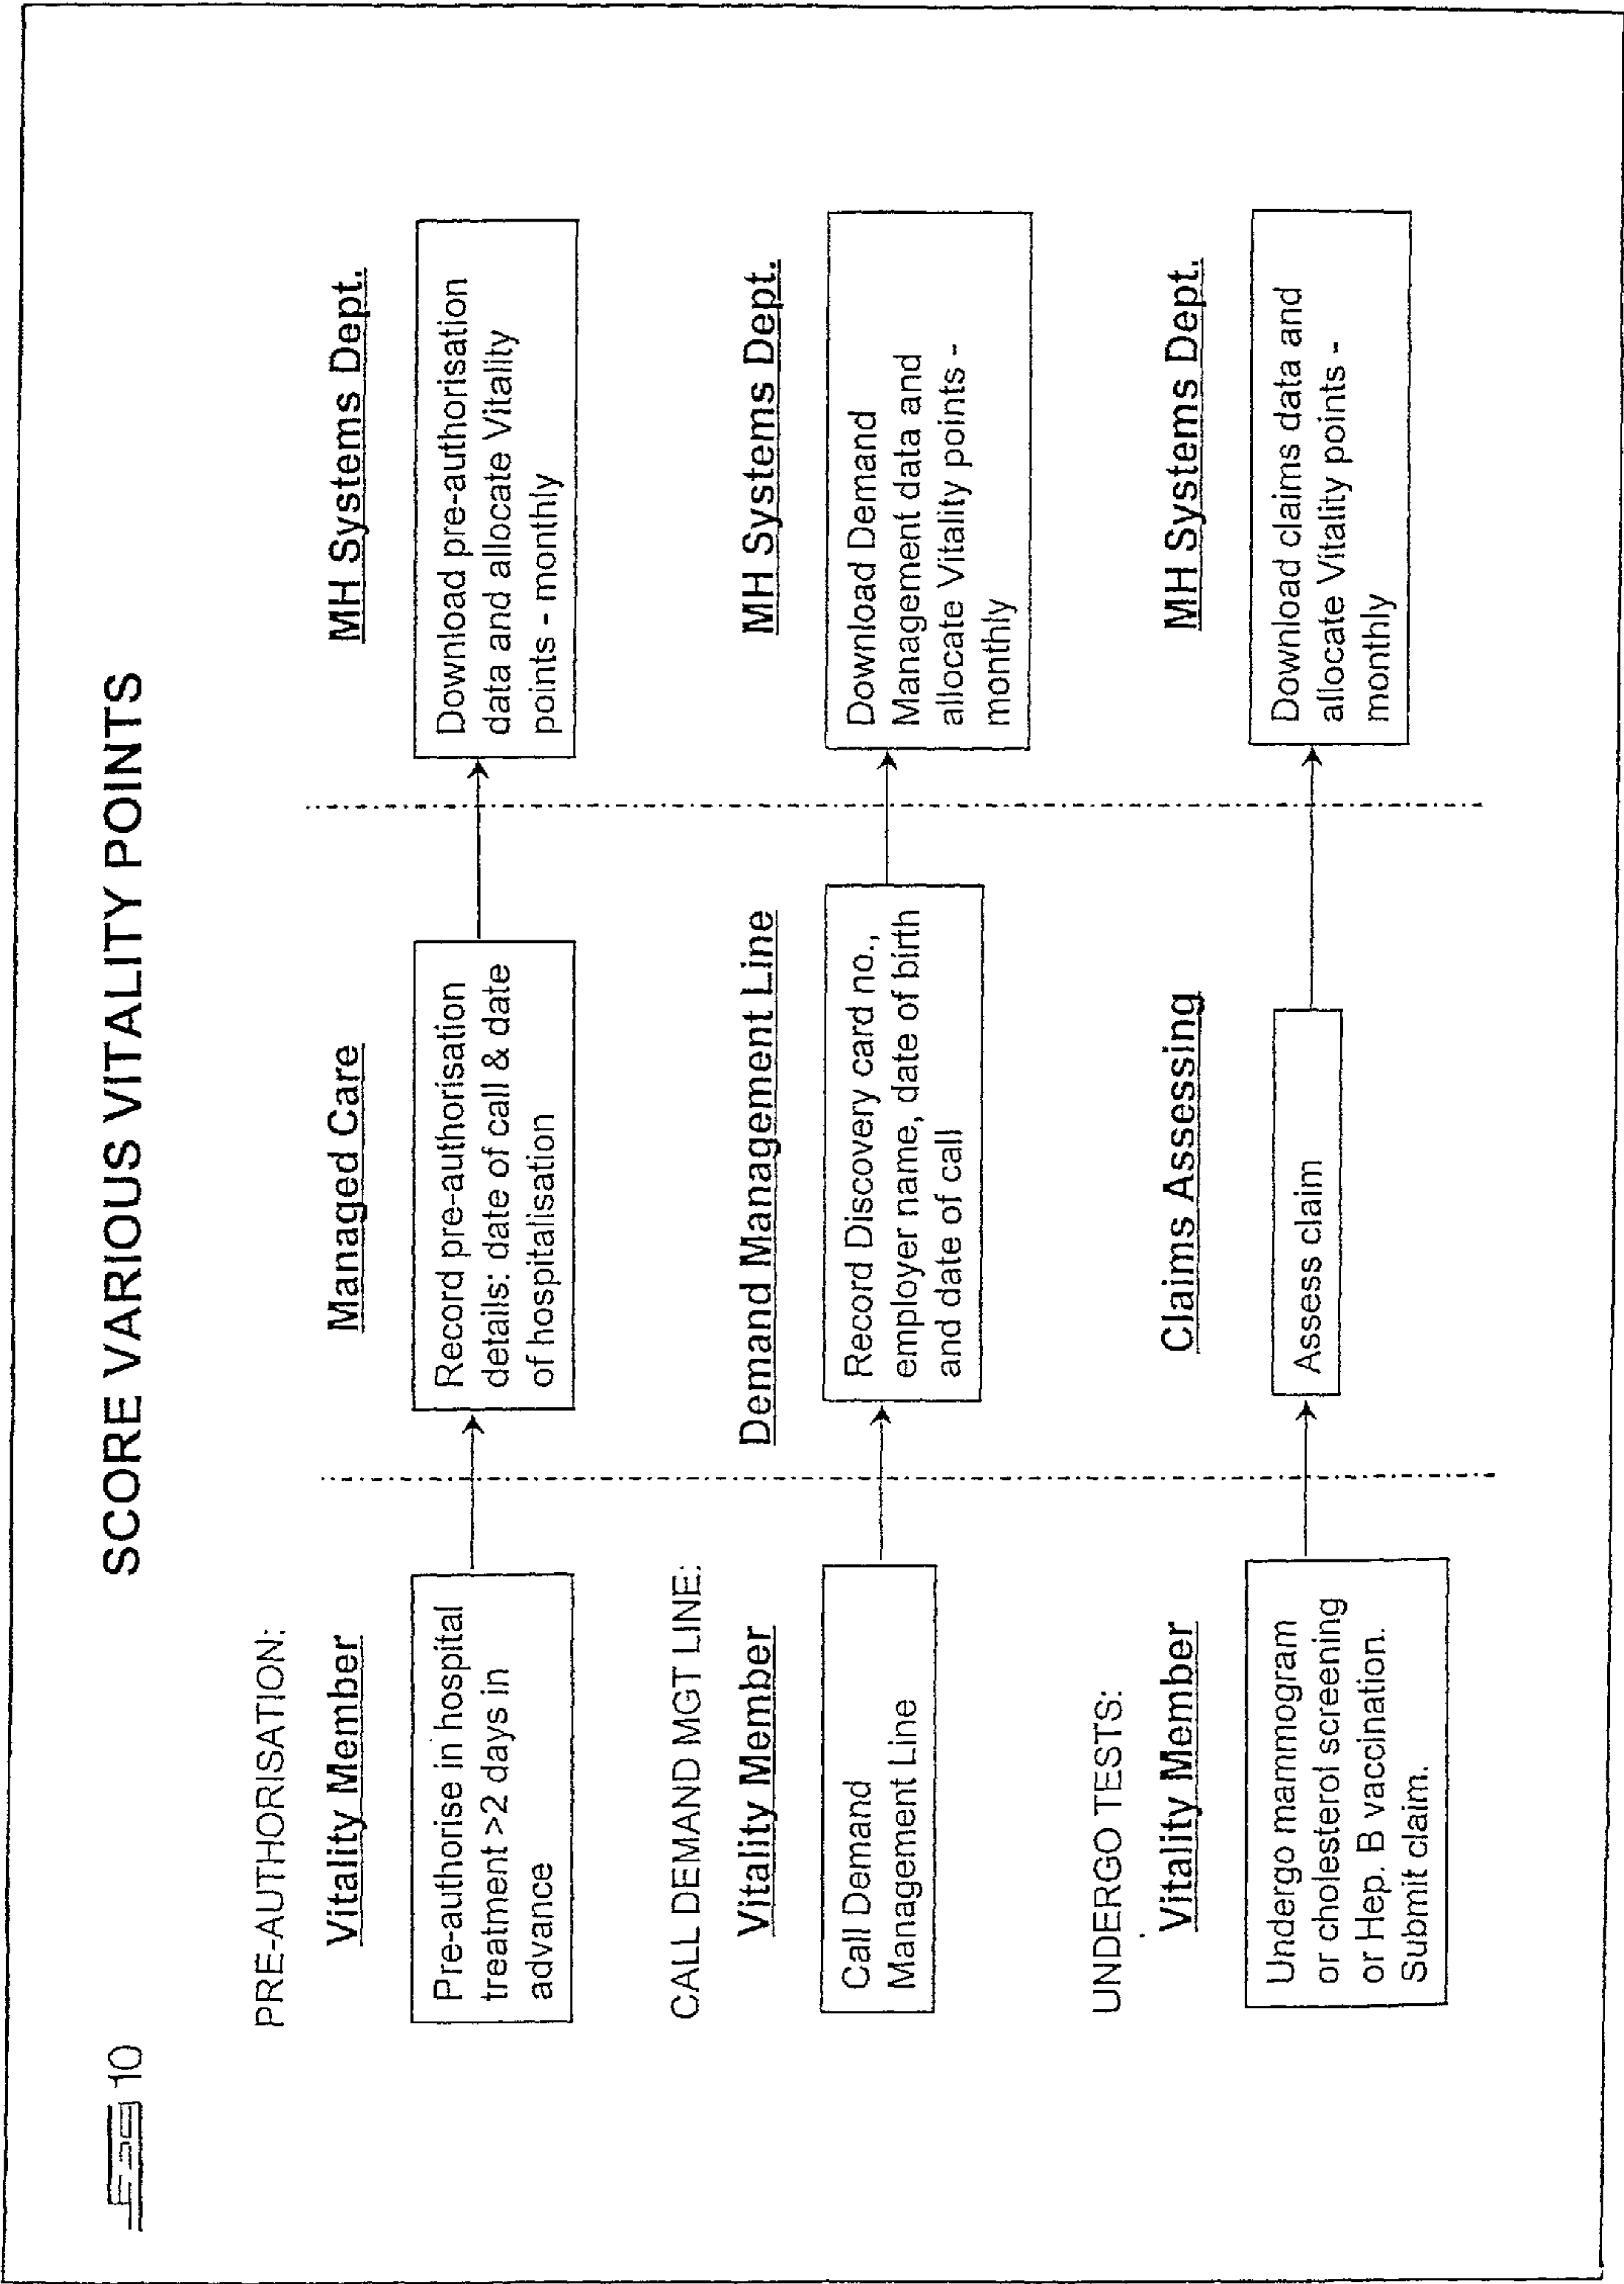 10
SCORE VARIOUS VITALITY POINTS
PRE-AUTHORISATION:
Vitality Member
Pre-authorise in hospital
treatment >2 days in
advance
Managed Care
Record pre-authorisation
details: date of call & date
of hospitalisation
MH Systems Dept.
Download pre-authorisation
data and allocate Vitality
points - monthly
CALL DEMAND MGT LINE:
Vitality Member
Call Demand
Management Line
Demand Management Line
Record Discovery card no.,
employer name, date of birth
and date of call
MH Systems Dept.
Download Demand
Management data and
allocate Vitality points -
monthly
UNDERGO TESTS:
Vitality Member
Undergo mammogram
or cholesterol screening
or Hep. B vaccination.
Submit claim.
Claims Assessing
Assess claim
MH Systems Dept.
Download claims data and
allocate Vitality points -
monthly